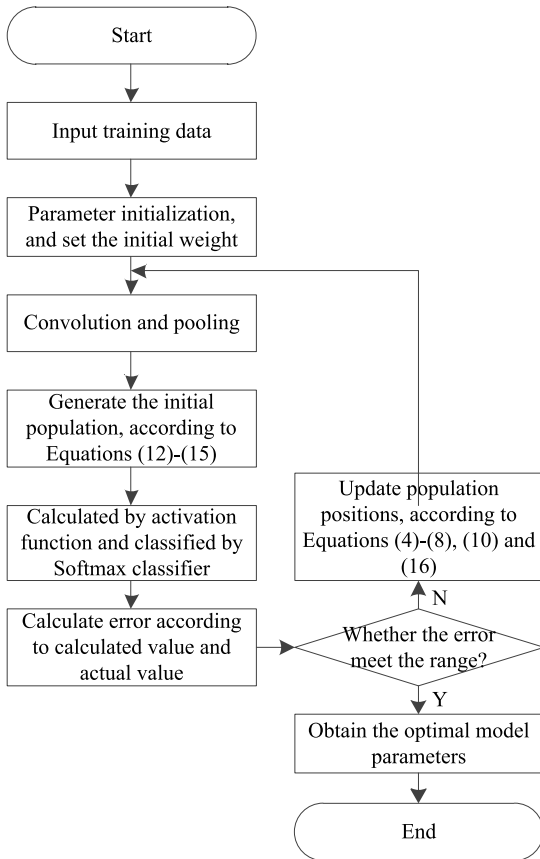 Start
Input training data
Parameter initialization,
and set the initial weight
Convolution and pooling
Generate the initial
population, according to
Equations (12)-(15)
Calculated by activation
function and classified by
Softmax classifier
Calculate error according
to calculated value and
actual value
Update population
positions, according to
Equations (4)-(8), (10) and
(16)
N
Whether the error
meet the range?
Y
Obtain the optimal model
parameters
End